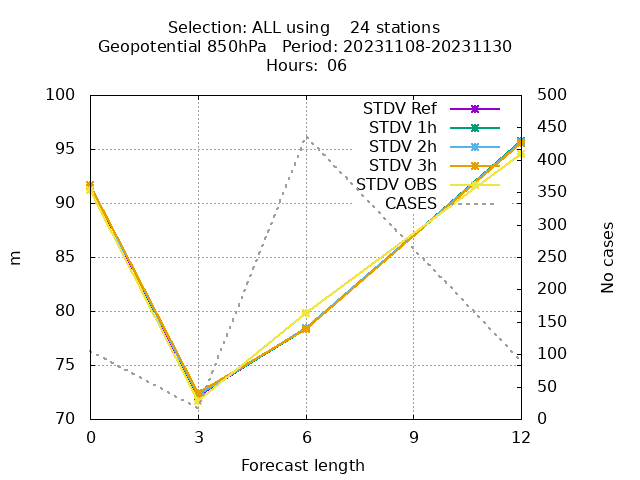 Selection: ALL using    24 stations
Geopotential 850hPa   Period: 20231108-20231130
Hours:  06
100
95
90
85
80
75
70
m
500
450
400
350
300
250
200
150
100
50
0
No cases
STDV Ref
STDV 1h
STDV 2h
STDV 3h
STDV OBS
CASES
0
3
6
9
12
Forecast length